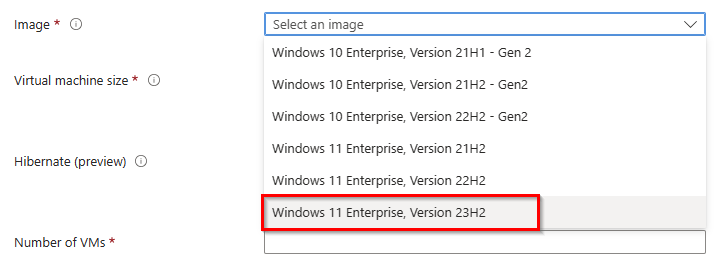 Image *
Select an image
Windows 10 Enterprise, Version 21H1 - Gen 2
Virtual machine size *
Windows 10 Enterprise, Version 21H2 - Gen2
Windows 10 Enterprise, Version 22H2 - Gen2
Windows 11 Enterprise, Version 21H2
Hibernate (preview)
Windows 11 Enterprise, Version 22H2
Windows 11 Enterprise, Version 23H2
Number of VMs *